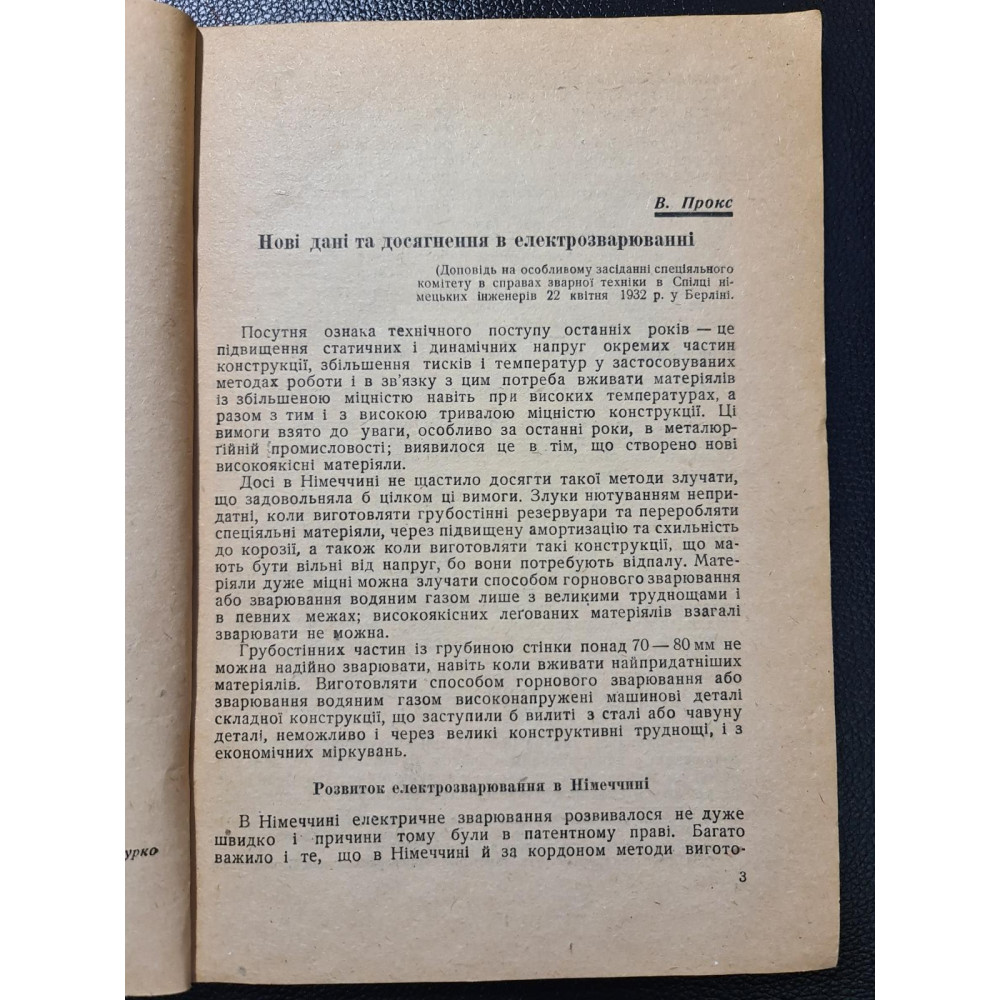 В. Прокс
Нові дані та досягнення в електрозварюванні
(Доповідь на особливому засіданні спеціяльного
комітету в справах зварної техніки в Спілці ні-
мецьких інженерів 22 квітня 1932 р. у Берліні.
Посутня ознака технічного поступу останніх років — це
підвищення статичних і динамічних напруг окремих частин
конструкції, збільшення тисків і температур у застосовуваних
методах роботи і в зв'язку з цим потреба вживати матеріялів
із збільшеною міцністю навіть при високих температурах, а
разом з тим і з високою тривалою міцністю конструкції. Ці
вимоги взято до уваги, особливо за останні роки, в металюр-
ґійній промисловості; виявилося це в тім, що створено нові
високоякісні матеріяли.
Досі в Німеччині не щастило досягти такої методи злучати,
що задовольняла б цілком ці вимоги. Злуки нютуванням непри-
датні, коли виготовляти грубостінні резервуари та переробляти
спеціяльні матеріяли, через підвищену амортизацію та схильність
до корозії, а також коли виготовляти такі конструкції, що ма-
ють бути вільні від напруг, бо вони потребують відпалу. Мате-
ріяли дуже міцні можна злучати способом горнового зварювання
або зварювання водяним газом лише з великими труднощами і
в певних межах; високоякісних леґованих матеріялів взагалі
зварювати не можна.
Грубостінних частин із грубиною стінки понад 70 — 80 мм не
можна надійно зварювати, навіть коли вживати найпридатніших
матеріялів. Виготовляти способом горнового зварювання або
зварювання водяним газом високонапружені машинові деталі
складної конструкції, що заступили б вилиті з сталі або чавуну
деталі, неможливо і через великі конструктивні труднощі, і з
економічних міркувань.
Розвиток електрозварювання в Німеччині
В Німеччині електричне зварювання розвивалося не дуже
швидко і причини тому були в патентному праві. Багато
важило і те, що в Німеччині й за кордоном методи вигото-
3
урко